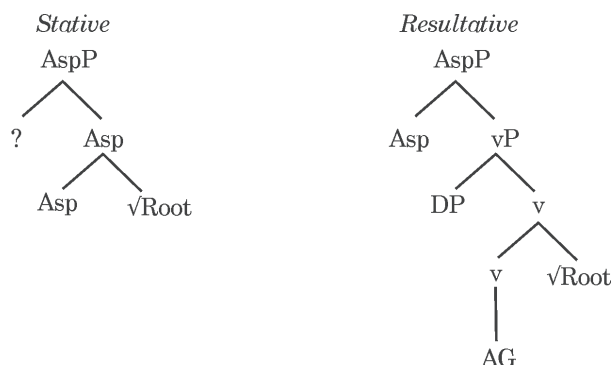 Stative Resultative
AspP AspP
? Asp Asp vP
Asp √Root DP v
v √Root
AG